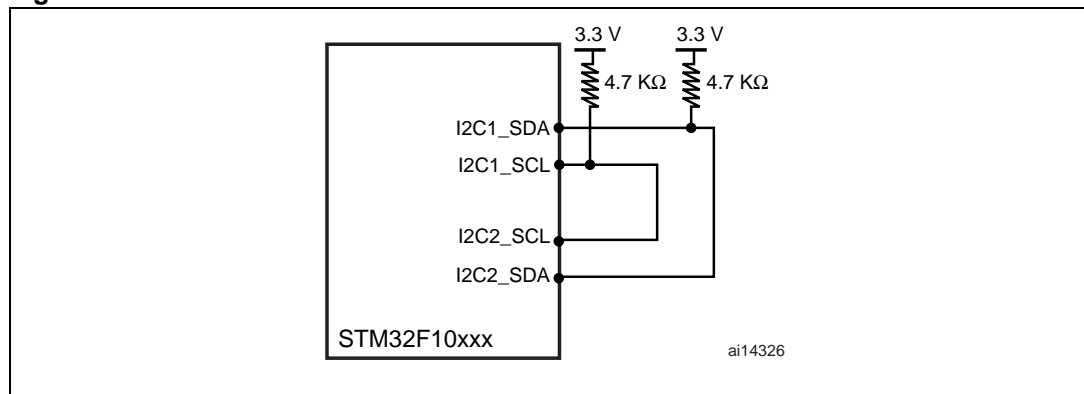 3.3 V 3.3 V
4.7 KΩ 4.7 KΩ
I2C1_SDA
I2C1_SCL
I2C2_SCL
I2C2_SDA
STM32F10xxx
ai14326